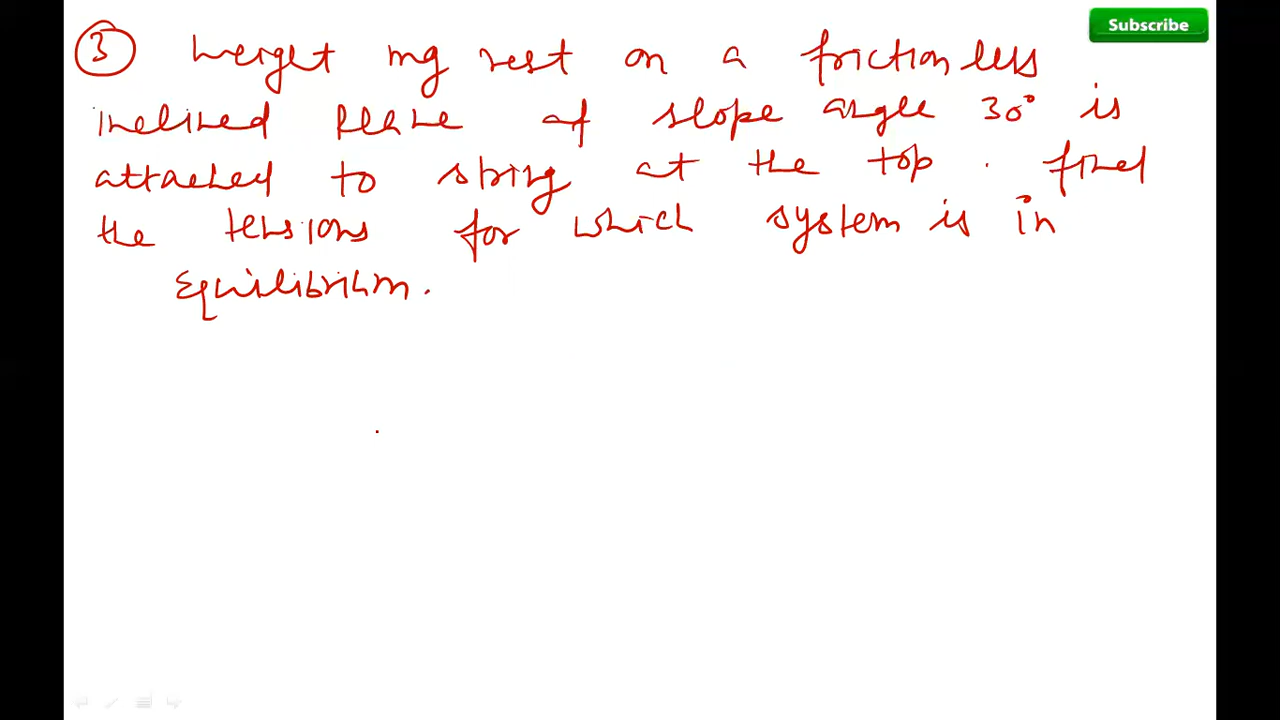 Subscribe
③ weight mg rest on a frictionless
inclined plane of slope angle 30° is
attached to string at the top. find
the tensions for which system is in
Equilibrium.